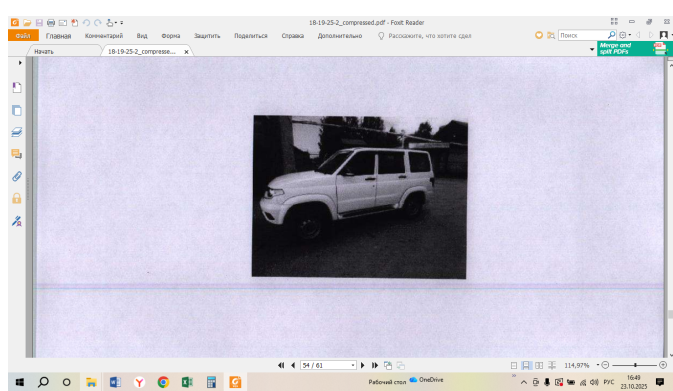 18-19-25-2_compressed.pdf - Foxit Reader
Файл Главная Комментарий Вид Форма Защитить Поделиться Справка Дополнительно Расскажите, что хотите сдел Поиск
Начать 18-19-25-2_compresse... x
Merge and
split PDFs
54 / 61
114,97%
Рабочий стол OneDrive
РУС
16:49
23.10.2025